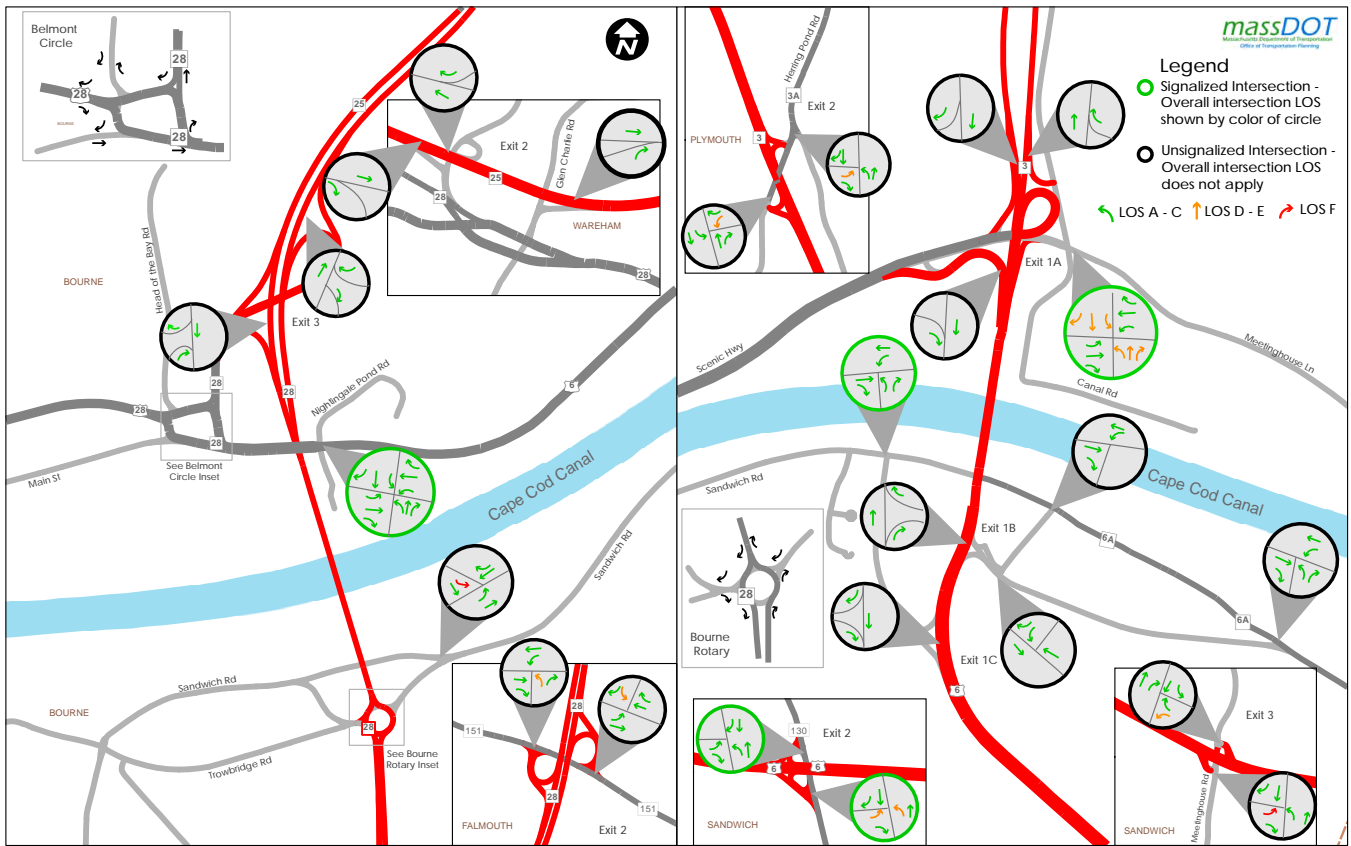 Belmont
Circle
28
28
BOURNE
28
N
25
Exit 2
Glen Charlie Rd
25
28
WAREHAM
28
Head of the Bay Rd
BOURNE
Exit 3
28
28
Nightingale Pond Rd
6
28
28
See Belmont
Circle Inset
Main St
Cape Cod Canal
Sandwich Rd
Sandwich Rd
BOURNE
28
See Bourne
Rotary Inset
Trowbridge Rd
28
151
28
151
FALMOUTH
Exit 2
Herring Pond Rd
3A
Exit 2
PLYMOUTH
3
massDOT
Massachusetts Department of Transportation
Office of Transportation Planning
Legend
Signalized Intersection -
Overall intersection LOS
shown by color of circle
Unsignalized Intersection -
Overall intersection LOS
does not apply
LOS A - C
LOS D - E
LOS F
3
Exit 1A
Scenic Hwy
Meetinghouse Ln
Canal Rd
Sandwich Rd
Cape Cod Canal
Exit 1B
6A
28
Bourne
Rotary
6A
Exit 1C
6
130
Exit 2
6
6
SANDWICH
Exit 3
Meetinghouse Rd
SANDWICH